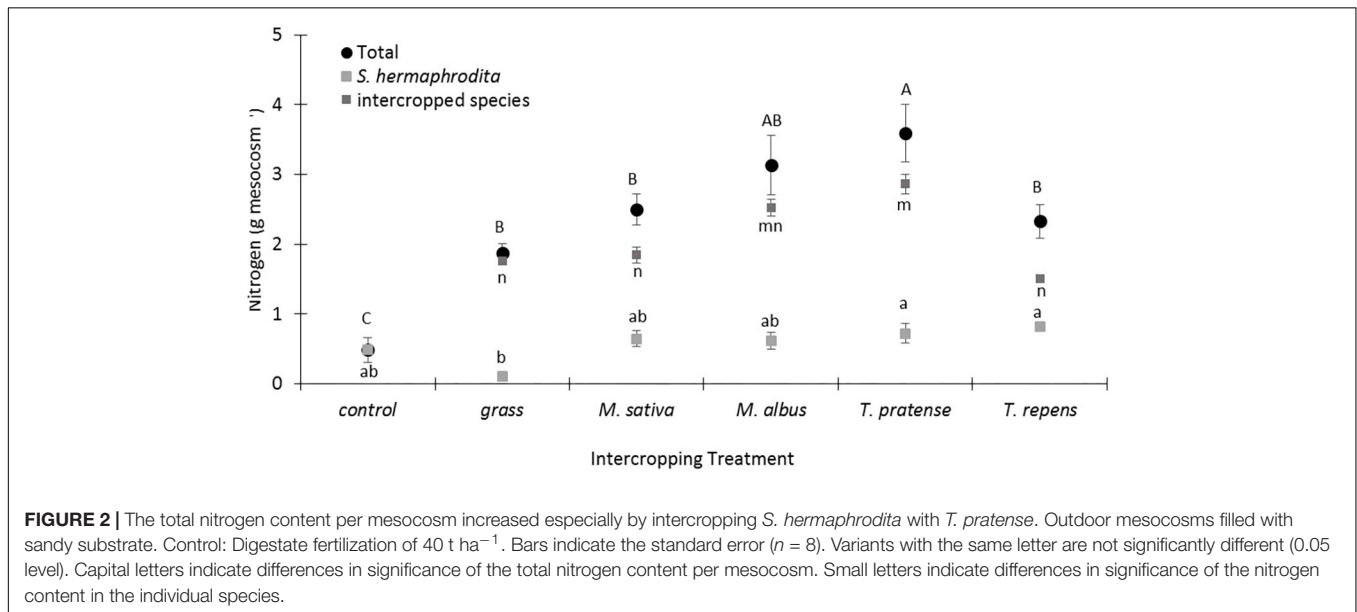 5
4
3
2
1
0
Nitrogen (g mesocosm⁻¹)
Total
S. hermaphrodita
intercropped species
C
ab
B
n
b
B
n
ab
AB
mn
ab
A
m
a
B
n
a
control grass M. sativa M. albus T. pratense T. repens
Intercropping Treatment
FIGURE 2 | The total nitrogen content per mesocosm increased especially by intercropping S. hermaphrodita with T. pratense. Outdoor mesocosms filled with
sandy substrate. Control: Digestate fertilization of 40 t ha⁻¹. Bars indicate the standard error (n = 8). Variants with the same letter are not significantly different (0.05
level). Capital letters indicate differences in significance of the total nitrogen content per mesocosm. Small letters indicate differences in significance of the nitrogen
content in the individual species.